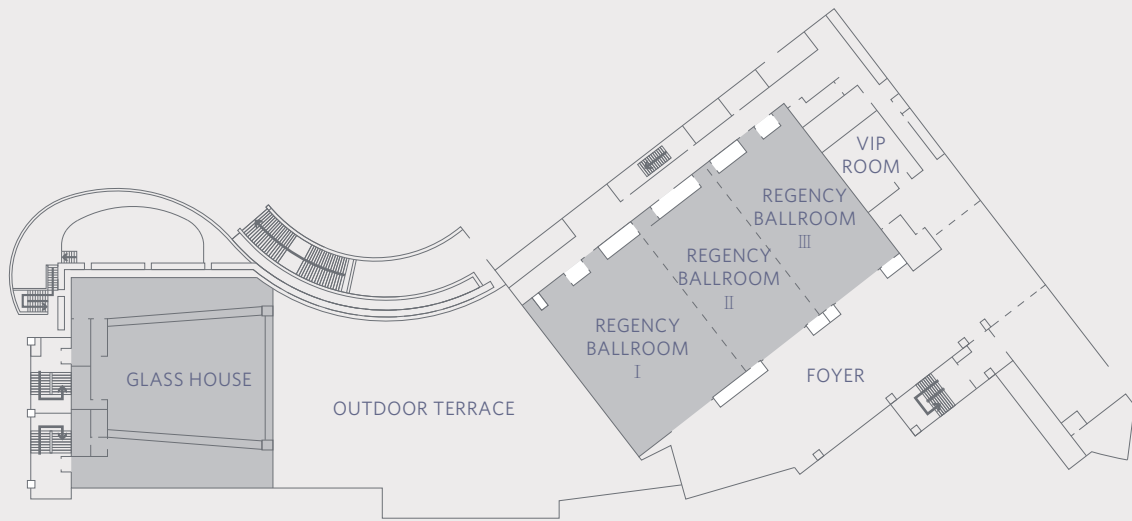 VIP
ROOM
REGENCY
BALLROOM
III
REGENCY
BALLROOM
II
REGENCY
BALLROOM
I
GLASS HOUSE
OUTDOOR TERRACE
FOYER